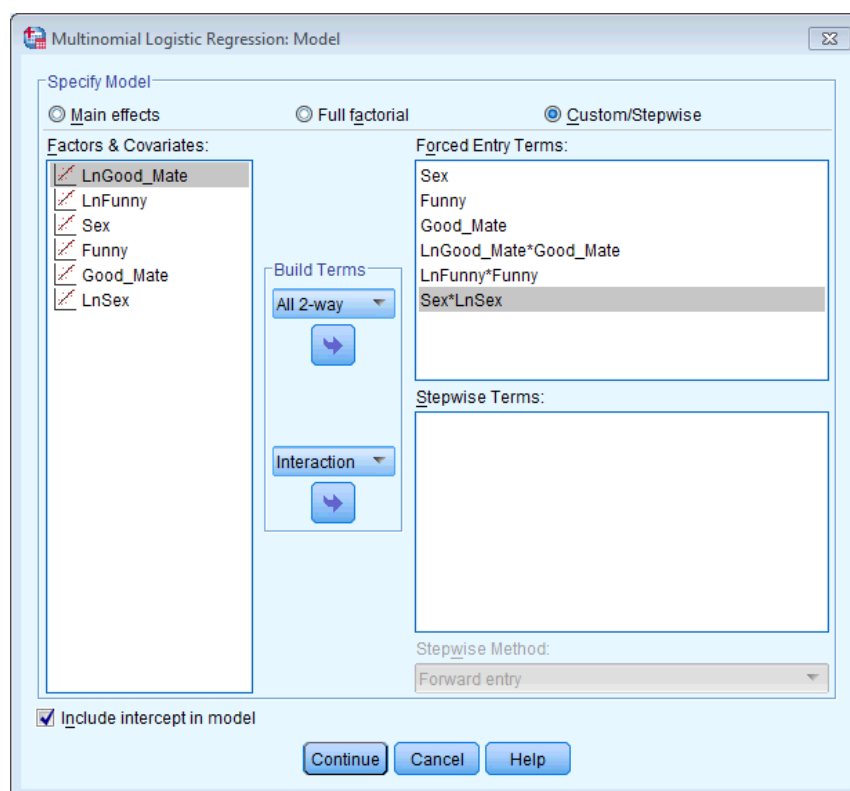 Multinomial Logistic Regression: Model
Specify Model
Main effects
Full factorial
Custom/Stepwise
Factors & Covariates:
LnGood_Mate
LnFunny
Sex
Funny
Good_Mate
LnSex
Build Terms
All 2-way
Interaction
Forced Entry Terms:
Sex
Funny
Good_Mate
LnGood_Mate*Good_Mate
LnFunny*Funny
Sex*LnSex
Stepwise Terms:
Stepwise Method:
Forward entry
Include intercept in model
Continue
Cancel
Help